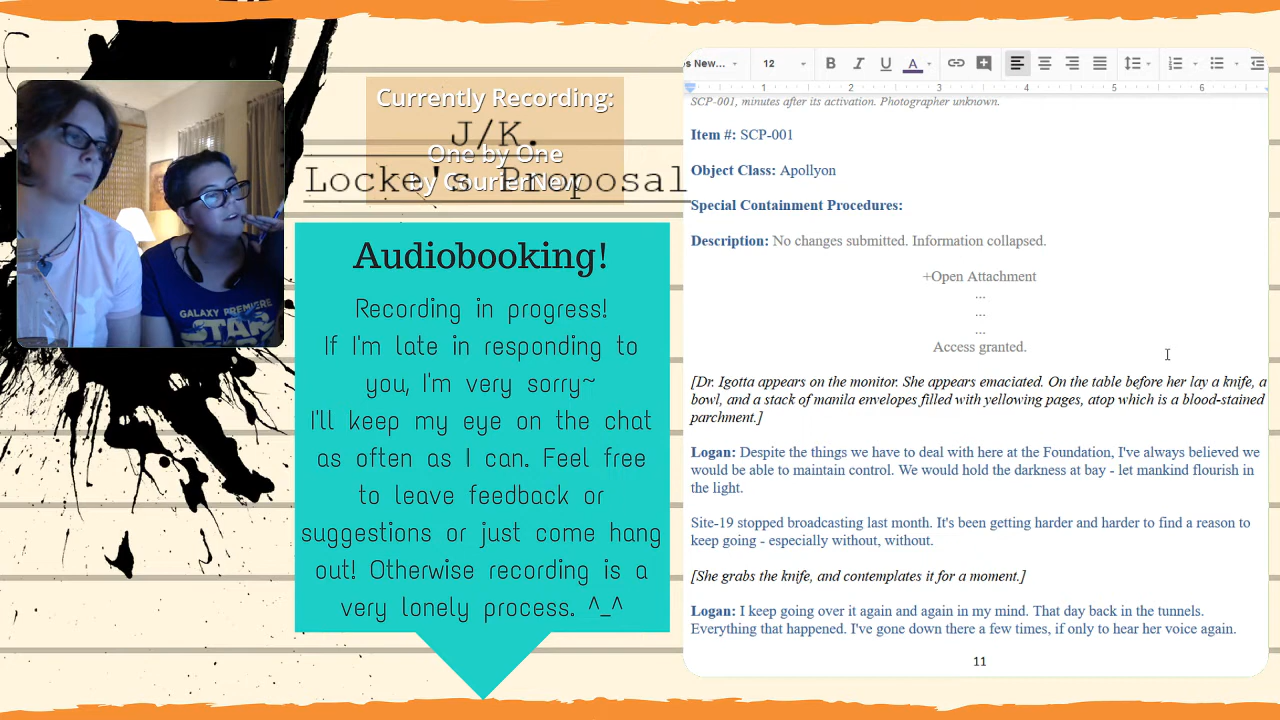 Currently Recording:
J/K.
One by One
Locke's Proposal
by CourierNew
Audiobooking!
Recording in progress!
If I'm late in responding to
you, I'm very sorry~
I'll keep my eye on the chat
as often as I can. Feel free
to leave feedback or
suggestions or just come hang
out! Otherwise recording is a
very lonely process. ^_^
GALAXY PREMIERE
STAR
s New...
12
B I U A
1 2 3 4 5 6
SCP-001, minutes after its activation. Photographer unknown.
Item #: SCP-001
Object Class: Apollyon
Special Containment Procedures:
Description: No changes submitted. Information collapsed.
+Open Attachment
...
...
...
Access granted.
[Dr. Igotta appears on the monitor. She appears emaciated. On the table before her lay a knife, a
bowl, and a stack of manila envelopes filled with yellowing pages, atop which is a blood-stained
parchment.]
Logan: Despite the things we have to deal with here at the Foundation, I've always believed we
would be able to maintain control. We would hold the darkness at bay - let mankind flourish in
the light.
Site-19 stopped broadcasting last month. It's been getting harder and harder to find a reason to
keep going - especially without, without.
[She grabs the knife, and contemplates it for a moment.]
Logan: I keep going over it again and again in my mind. That day back in the tunnels.
Everything that happened. I've gone down there a few times, if only to hear her voice again.
11